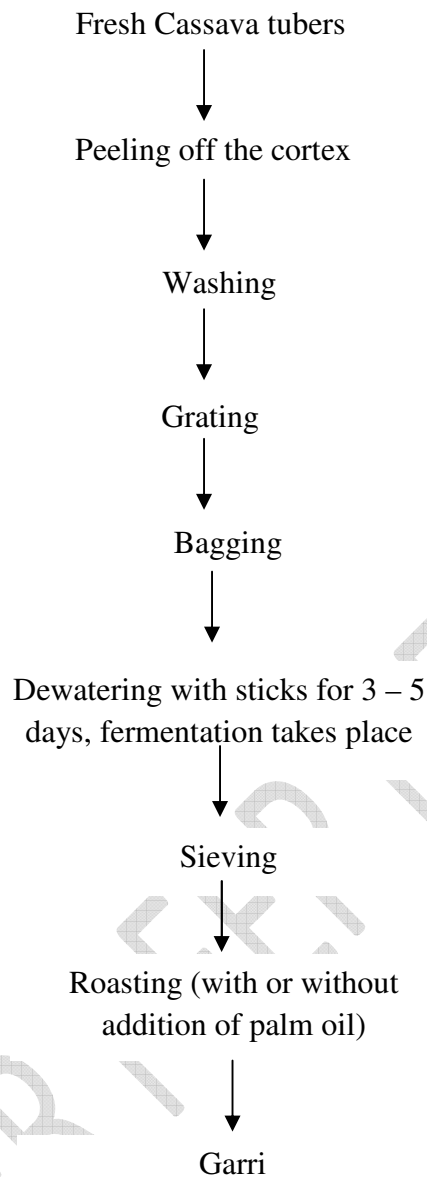 Fresh Cassava tubers
Peeling off the cortex
Washing
Grating
Bagging
Dewatering with sticks for 3 – 5
days, fermentation takes place
Sieving
Roasting (with or without
addition of palm oil)
Garri